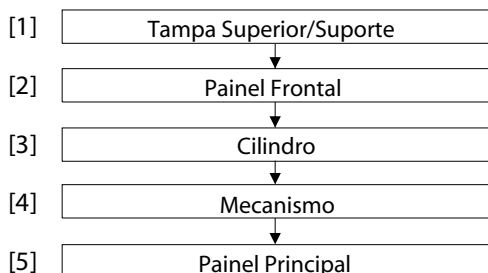 [1] Tampa Superior/Suporte
[2] Painel Frontal
[3] Cilindro
[4] Mecanismo
[5] Painel Principal